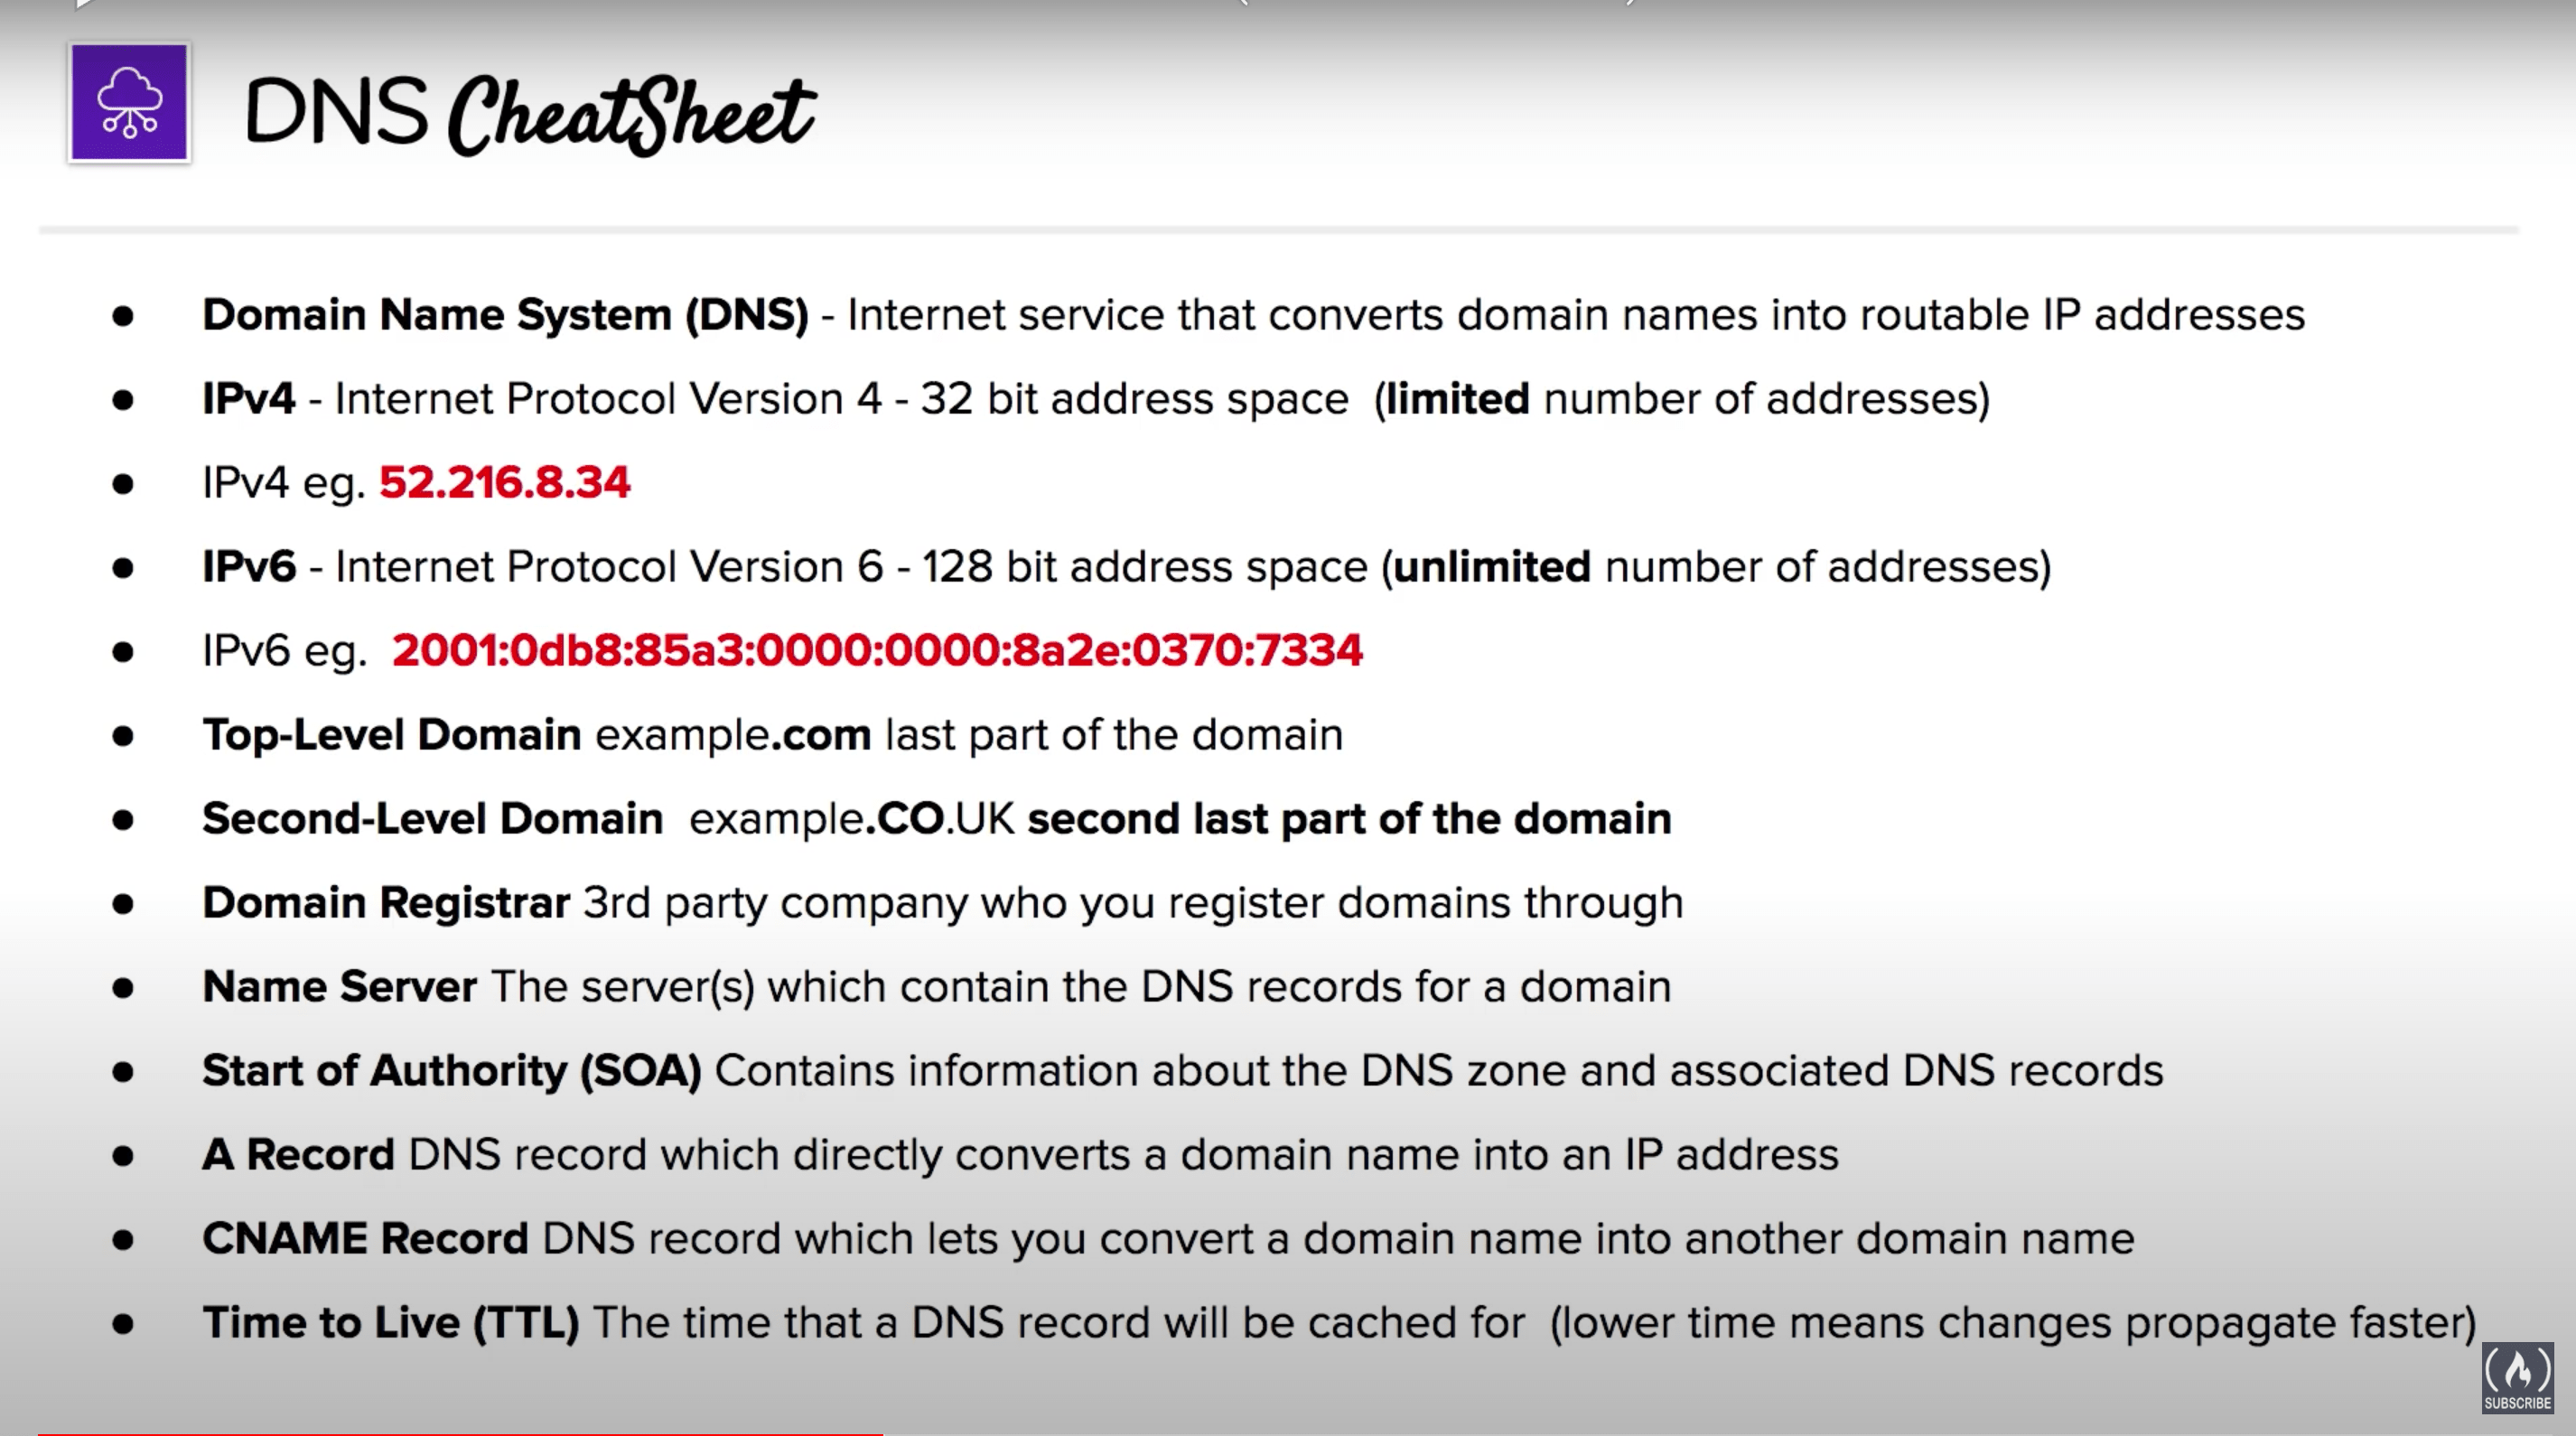 DNS CheatSheet
● Domain Name System (DNS) - Internet service that converts domain names into routable IP addresses
● IPv4 - Internet Protocol Version 4 - 32 bit address space (limited number of addresses)
● IPv4 eg. 52.216.8.34
● IPv6 - Internet Protocol Version 6 - 128 bit address space (unlimited number of addresses)
● IPv6 eg. 2001:0db8:85a3:0000:0000:8a2e:0370:7334
● Top-Level Domain example.com last part of the domain
● Second-Level Domain example.CO.UK second last part of the domain
● Domain Registrar 3rd party company who you register domains through
● Name Server The server(s) which contain the DNS records for a domain
● Start of Authority (SOA) Contains information about the DNS zone and associated DNS records
● A Record DNS record which directly converts a domain name into an IP address
● CNAME Record DNS record which lets you convert a domain name into another domain name
● Time to Live (TTL) The time that a DNS record will be cached for (lower time means changes propagate faster)
SUBSCRIBE